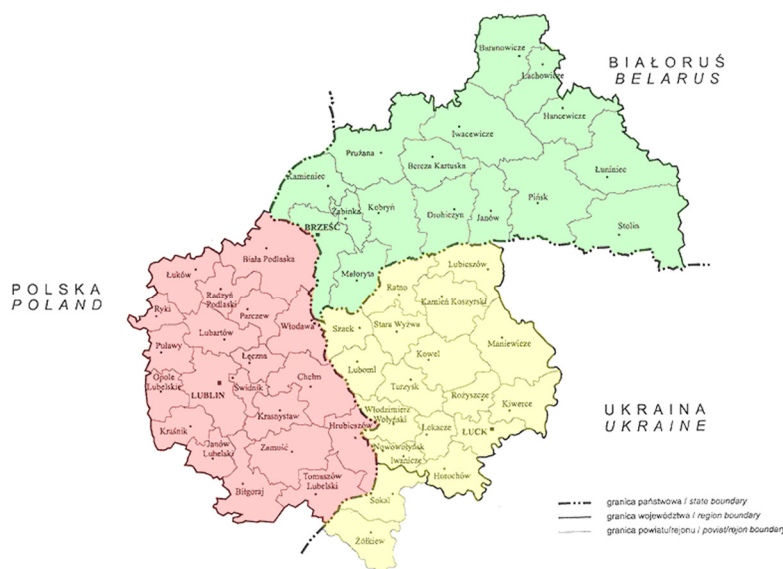 BIAŁORUŚ
BELARUS
Baranowicze
Lachowicze
Hancewicze
Iwacewicze
Prużana
Bereza Kartuska
Łuniniec
Kamieniec
Żabinka
Kobryń
Drohiczyn
Janów
Pińsk
Stolin
BRZEŚĆ
Małoryta
POLSKA
POLAND
Biała Podlaska
Łuków
Radzyń
Podlaski
Parczew
Ryki
Włodawa
Lubartów
Puławy
Łęczna
Opole
Lubelskie
LUBLIN
Świdnik
Chełm
Krasnystaw
Kraśnik
Janów
Lubelski
Zamość
Hrubieszów
Biłgoraj
Tomaszów
Lubelski
Lubieszów
Ratno
Kamień Koszyrski
Szack
Stara Wyżwa
Maniewicze
Kowel
Luboml
Turzysk
Rożyszcze
Kiwerce
Włodzimierz
Wołyński
Łokacze
ŁUCK
Nowowołyńsk
Iwanicze
Horochów
Sokal
Żółkiew
UKRAINA
UKRAINE
granica państwowa / state boundary
granica województwa / region boundary
granica powiatu/rejonu / poviat/rejon boundary